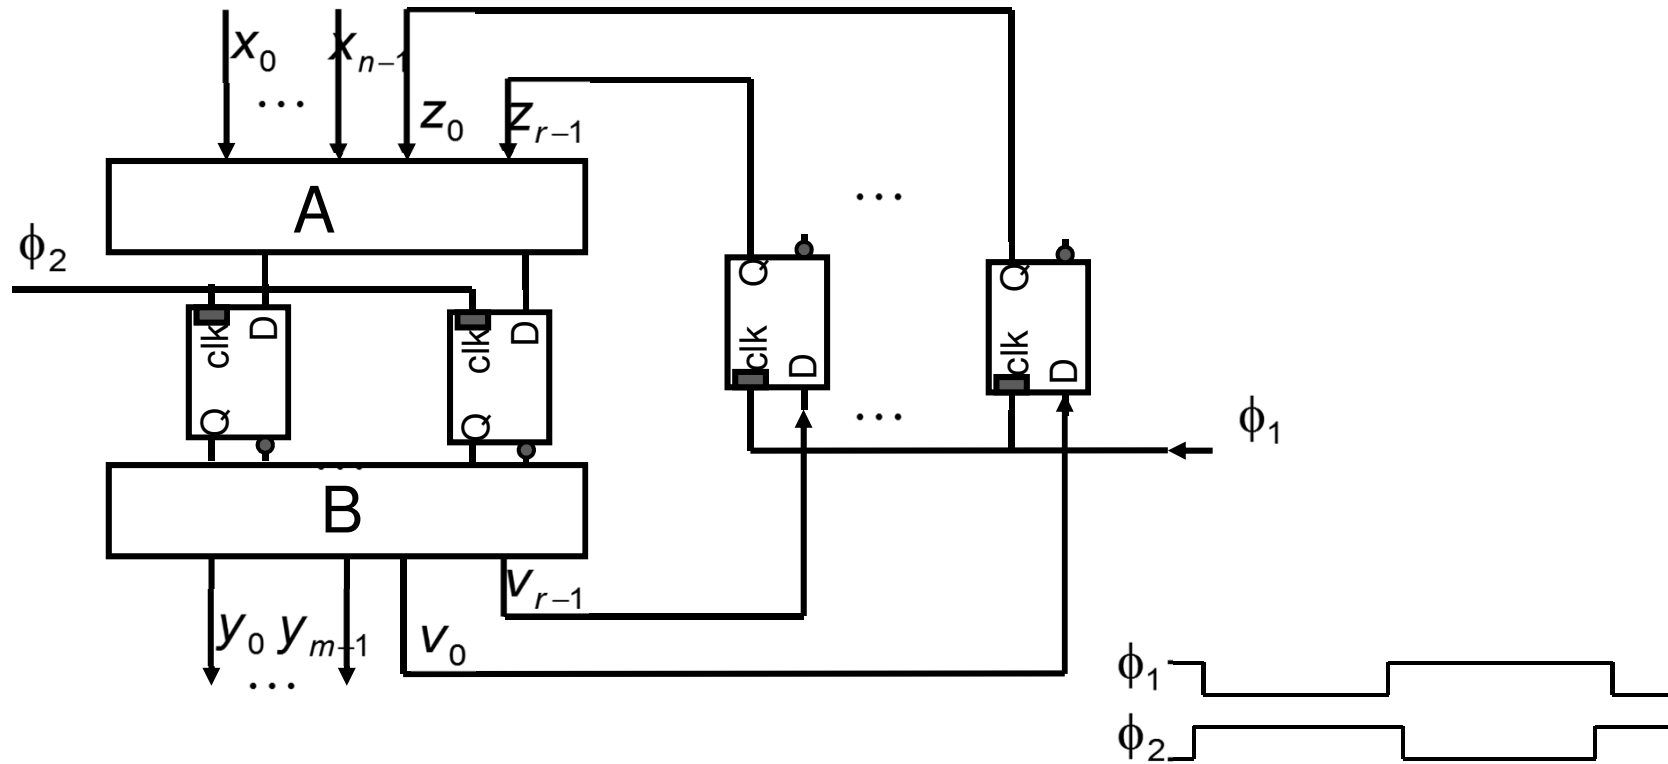 x₀ xₙ₋₁
...
z₀ zᵣ₋₁
A
...
ϕ₂
Q Q
clk D clk D
clk D clk D
Q Q
...
ϕ₁
...
B
vᵣ₋₁
y₀ yₘ₋₁ v₀
...
ϕ₁
ϕ₂